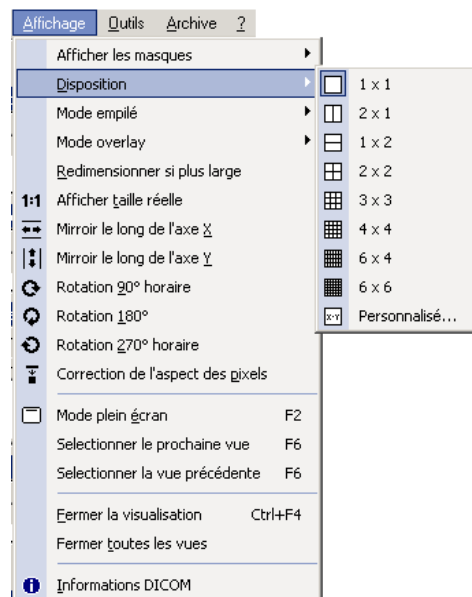 Affichage Outils Archive ?
Afficher les masques
Disposition
Mode empilé
Mode overlay
Redimensionner si plus large
1:1 Afficher taille réelle
Mirroir le long de l'axe X
Mirroir le long de l'axe Y
Rotation 90° horaire
Rotation 180°
Rotation 270° horaire
Correction de l'aspect des pixels
Mode plein écran F2
Selectionner le prochaine vue F6
Selectionner la vue précédente F6
Fermer la visualisation Ctrl+F4
Fermer toutes les vues
Informations DICOM
1 x 1
2 x 1
1 x 2
2 x 2
3 x 3
4 x 4
6 x 4
6 x 6
X-Y Personnalisé...